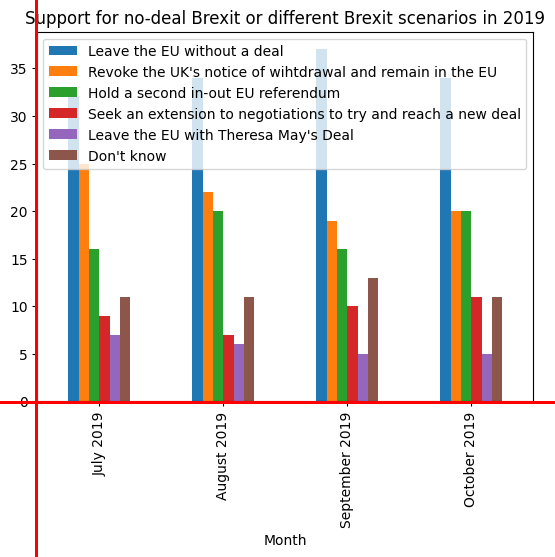 Support for no-deal Brexit or different Brexit scenarios in 2019
Leave the EU without a deal
Revoke the UK's notice of wihtdrawal and remain in the EU
Hold a second in-out EU referendum
Seek an extension to negotiations to try and reach a new deal
Leave the EU with Theresa May's Deal
Don't know
35
30
25
20
15
10
5
0
July 2019
August 2019
September 2019
October 2019
Month